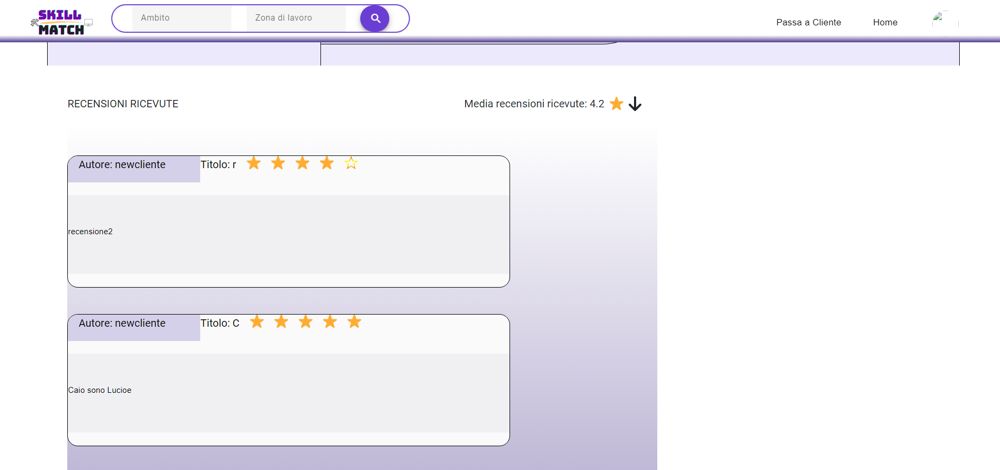 SKILL
MATCH
Ambito
Zona di lavoro
Passa a Cliente
Home
RECENSIONI RICEVUTE
Media recensioni ricevute: 4.2
Autore: newcliente
Titolo: r
recensione2
Autore: newcliente
Titolo: C
Caio sono Lucioe